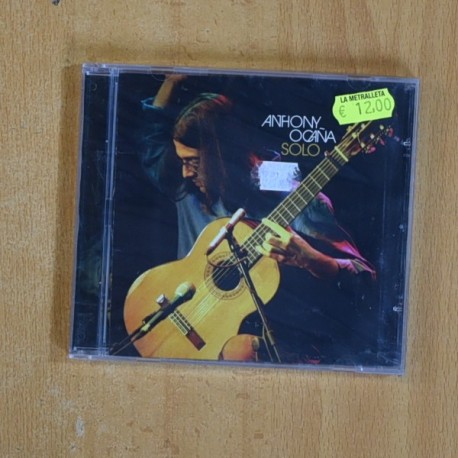 LA METRALLETA
€ 12.00
ANTHONY
OCAÑA
SOLO